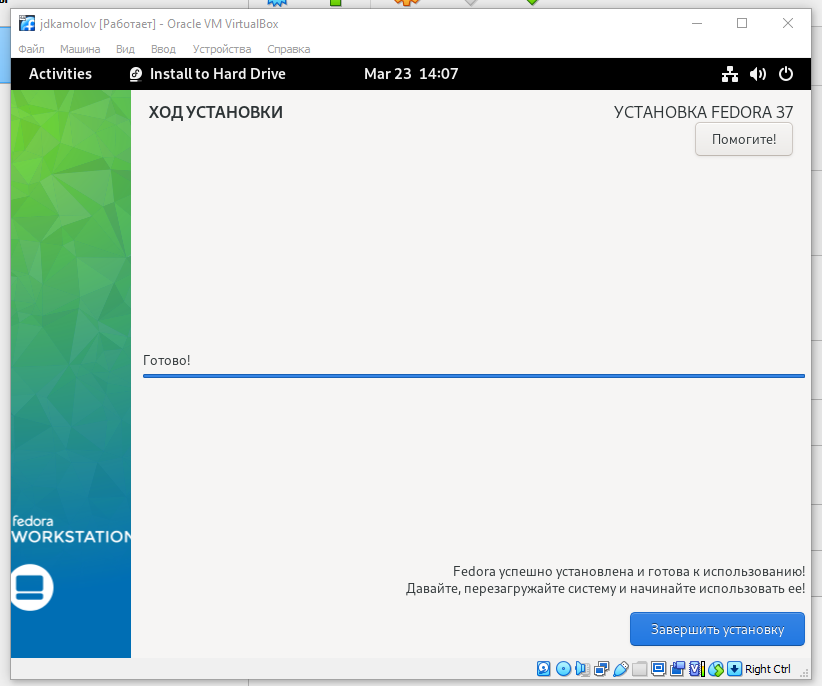 jdkamolov [Работает] - Oracle VM VirtualBox
Файл Машина Вид Ввод Устройства Справка
Activities Install to Hard Drive Mar 23 14:07
ХОД УСТАНОВКИ
УСТАНОВКА FEDORA 37
Помогите!
Готово!
fedora
WORKSTATION
Fedora успешно установлена и готова к использованию!
Давайте, перезагружайте систему и начинайте использовать ее!
Завершить установку
Right Ctrl